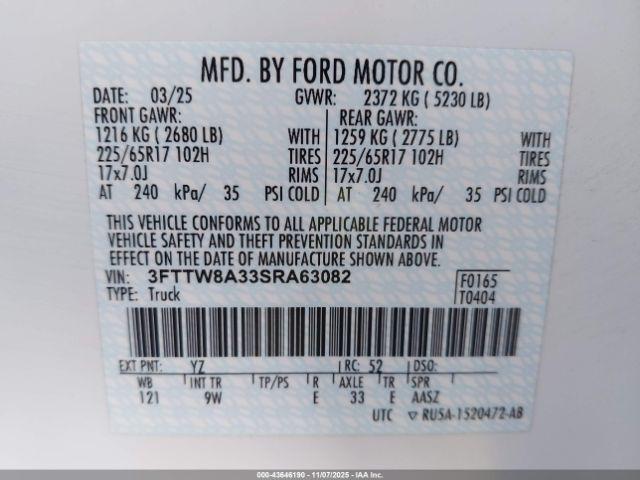 MFD. BY FORD MOTOR CO.
DATE: 03/25 GVWR: 2372 KG ( 5230 LB)
FRONT GAWR: REAR GAWR:
1216 KG ( 2680 LB) WITH 1259 KG ( 2775 LB) WITH
225/65R17 102H TIRES 225/65R17 102H TIRES
17x7.0J RIMS 17x7.0J RIMS
AT 240 kPa/ 35 PSI COLD AT 240 kPa/ 35 PSI COLD
THIS VEHICLE CONFORMS TO ALL APPLICABLE FEDERAL MOTOR
VEHICLE SAFETY AND THEFT PREVENTION STANDARDS IN
EFFECT ON THE DATE OF MANUFACTURE SHOWN ABOVE.
VIN: 3FTTW8A33SRA63082 F0165
TYPE: Truck T0404
EXT PNT: YZ RC: 52 DSO:
WB INT TR TP/PS R AXLE TR SPR
121 9W E 33 E AASZ
UTC ▽ RU5A-1520472-AB
000-43646190 - 11/07/2025 - IAAI.COM